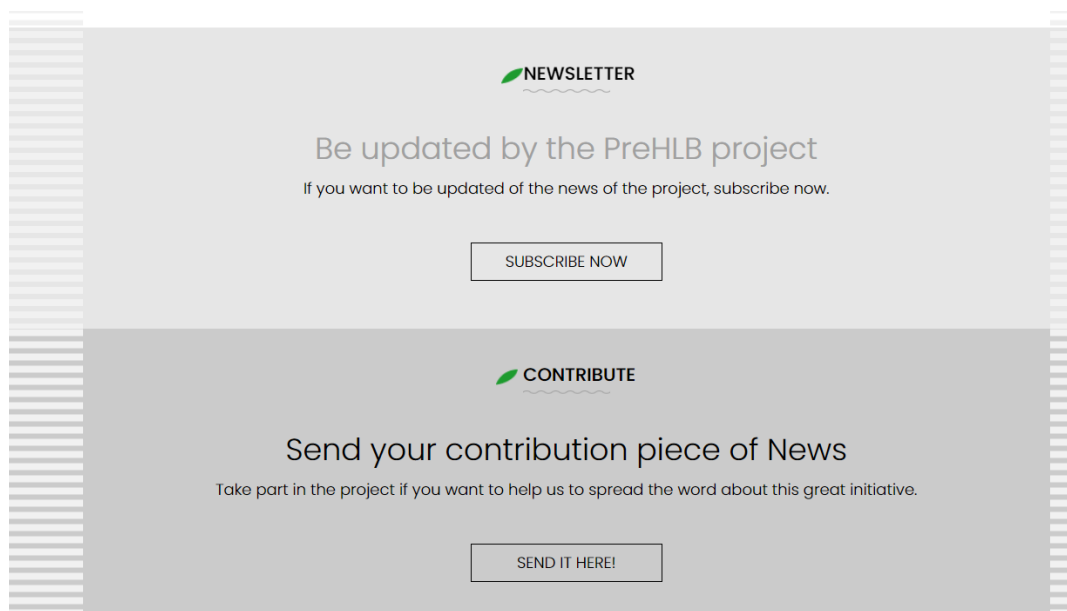 NEWSLETTER
Be updated by the PreHLB project
If you want to be updated of the news of the project, subscribe now.
SUBSCRIBE NOW
CONTRIBUTE
Send your contribution piece of News
Take part in the project if you want to help us to spread the word about this great initiative.
SEND IT HERE!